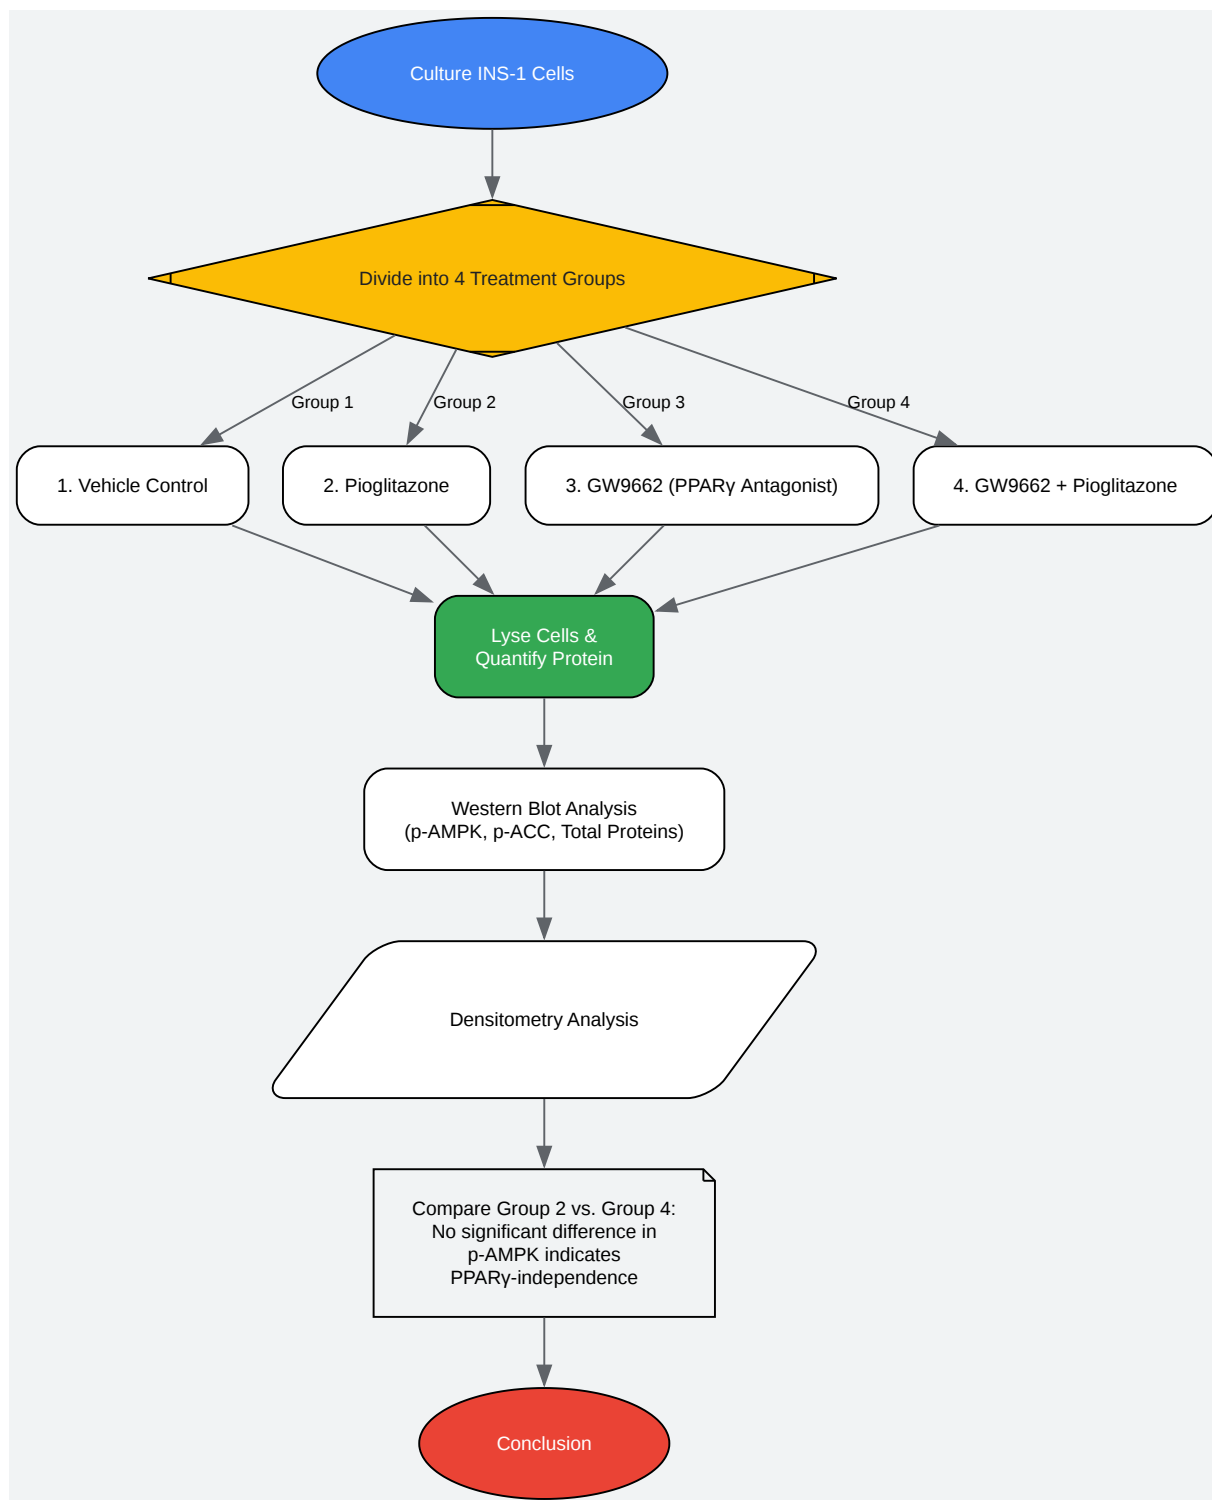 Culture INS-1 Cells
Divide into 4 Treatment Groups
Group 1
Group 2
Group 3
Group 4
1. Vehicle Control
2. Pioglitazone
3. GW9662 (PPARγ Antagonist)
4. GW9662 + Pioglitazone
Lyse Cells &
Quantify Protein
Western Blot Analysis
(p-AMPK, p-ACC, Total Proteins)
Densitometry Analysis
Compare Group 2 vs. Group 4:
No significant difference in
p-AMPK indicates
PPARγ-independence
Conclusion